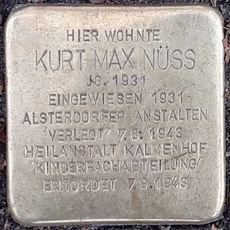 HIER WOHNTE
KURT MAX NÜSS
JG. 1931
EINGEWIESEN 1931
ALSTERDORFER ANSTALTEN
'VERLEGT' 7.8.1943
HEILANSTALT KALMENHOF
'KINDERFACHABTEILUNG'
ERMORDET 7.9.1943